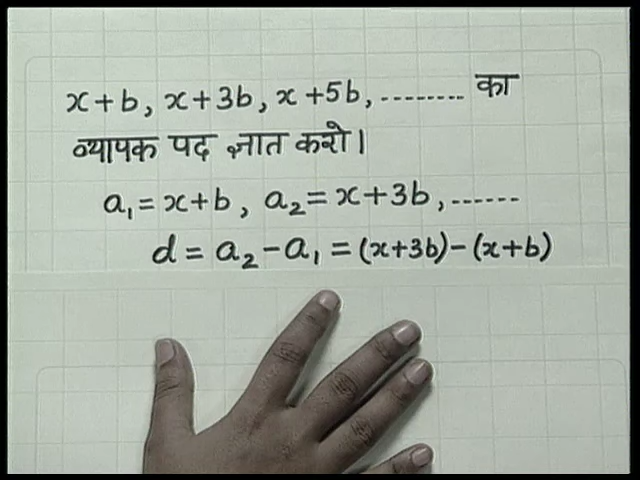 x+b, x+3b, x+5b, ........ का
व्यापक पद ज्ञात करो।
a₁ = x+b, a₂ = x+3b, ......
d = a₂ - a₁ = (x+3b) - (x+b)